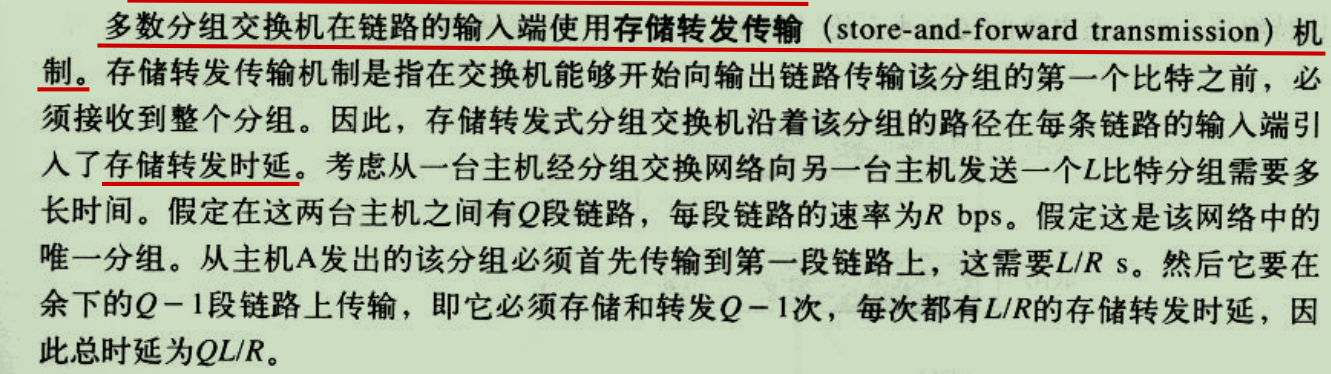 多数分组交换机在链路的输入端使用存储转发传输（store-and-forward transmission）机
制。存储转发传输机制是指在交换机能够开始向输出链路传输该分组的第一个比特之前，必
须接收到整个分组。因此，存储转发式分组交换机沿着该分组的路径在每条链路的输入端引
入了存储转发时延。考虑从一台主机经分组交换网络向另一台主机发送一个L比特分组需要多
长时间。假定在这两台主机之间有Q段链路，每段链路的速率为R bps。假定这是该网络中的
唯一分组。从主机A发出的该分组必须首先传输到第一段链路上，这需要L/R s。然后它要在
余下的Q－1段链路上传输，即它必须存储和转发Q－1次，每次都有L/R的存储转发时延，因
此总时延为QL/R。